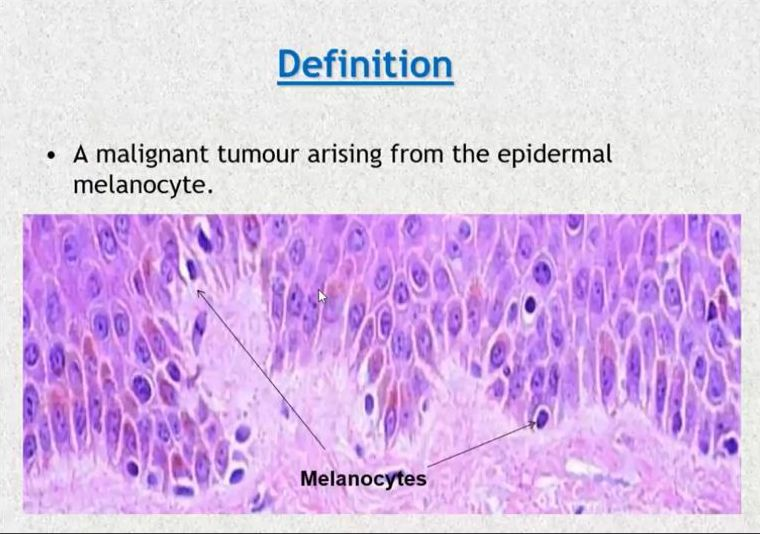 Definition
• A malignant tumour arising from the epidermal
melanocyte.
Melanocytes